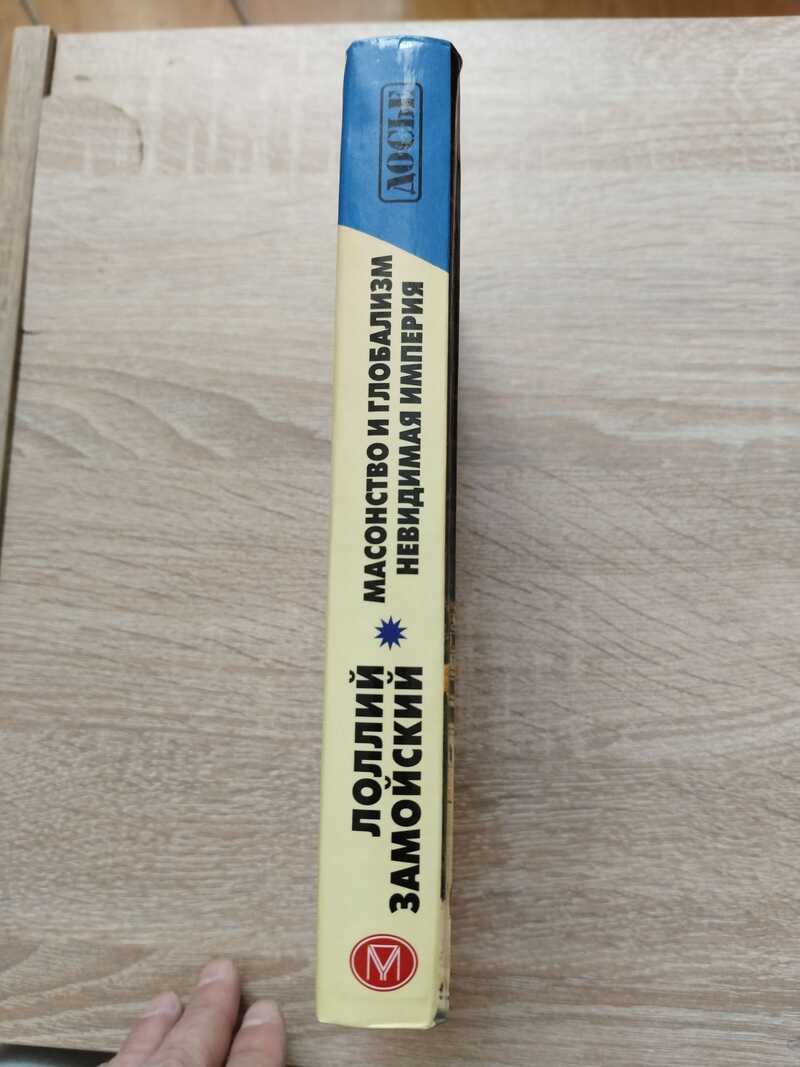 ЛОЛЛИЙ
ЗАМОЙСКИЙ
МАСОНСТВО И ГЛОБАЛИЗМ
НЕВИДИМАЯ ИМПЕРИЯ
ДОСЬЕ